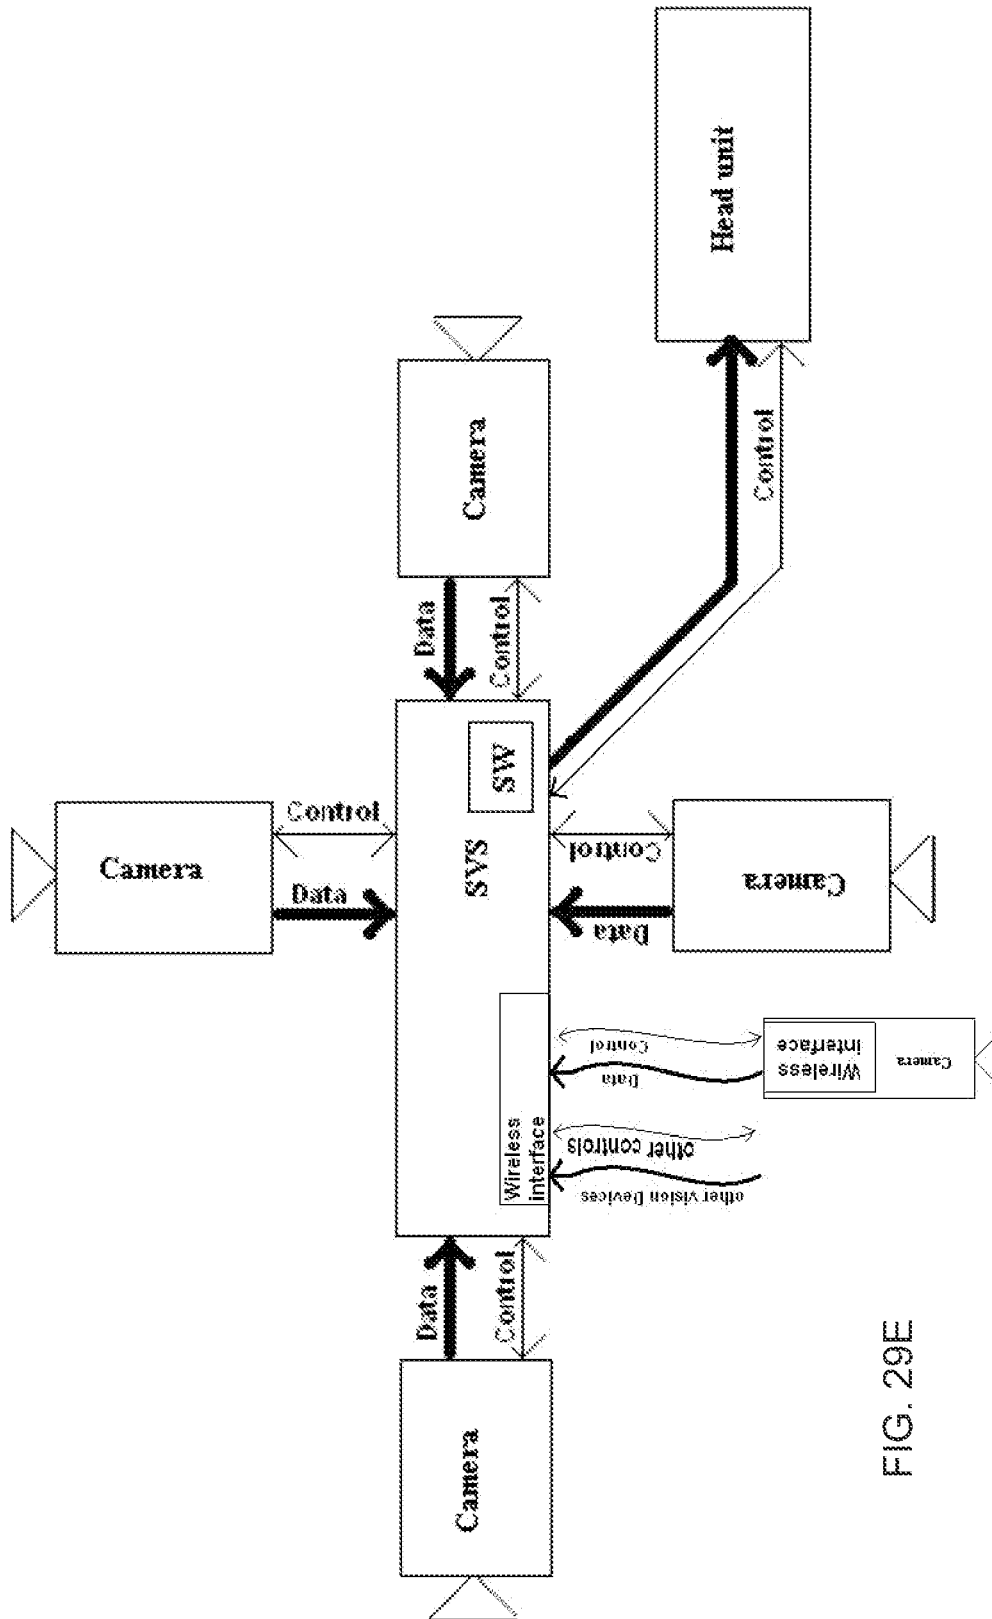 Head unit
Control
Camera
Data
Control
Camera
Control
Data
SW
SVS
Control
Data
Camera
Wireless
interface
Control
Data
Wireless
interface
Camera
other controls
other vision Devices
Data
Control
Camera
FIG. 29E